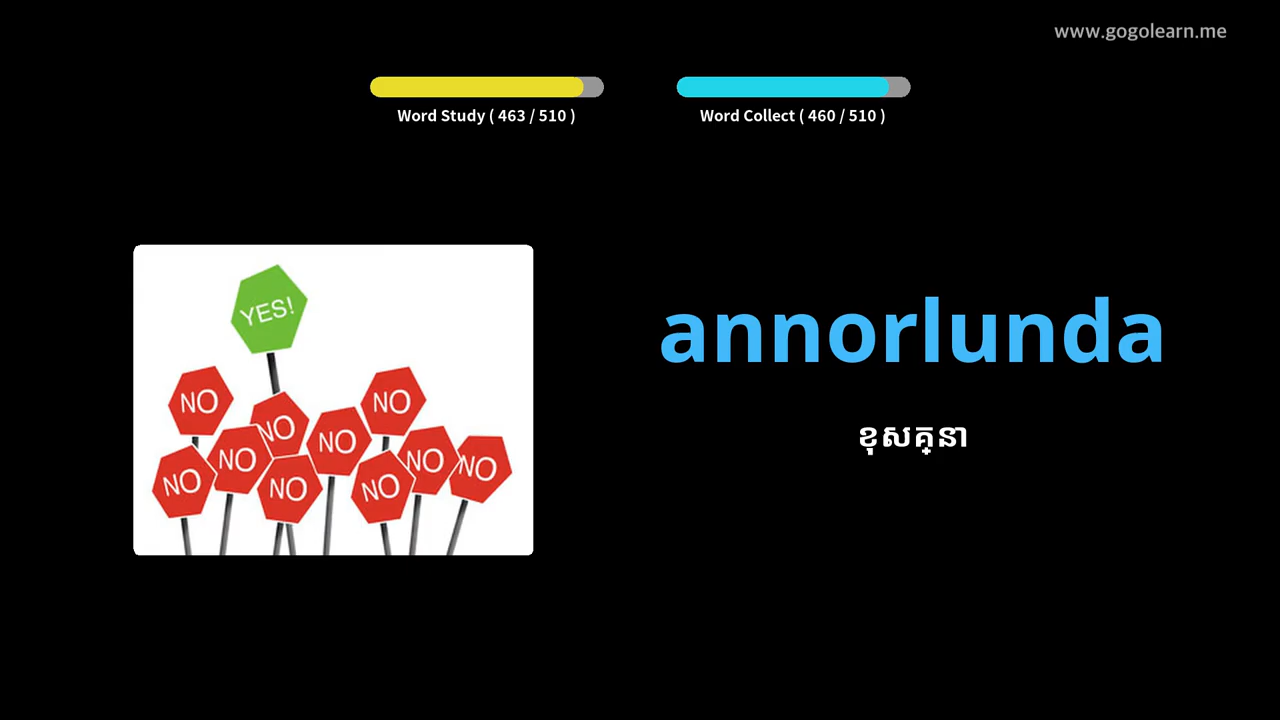 www.gogolearn.me
Word Study ( 463 / 510 )
Word Collect ( 460 / 510 )
YES!
NO
NO
NO
NO
NO
NO
NO
NO
NO
NO
annorlunda
ខុសគ្នា